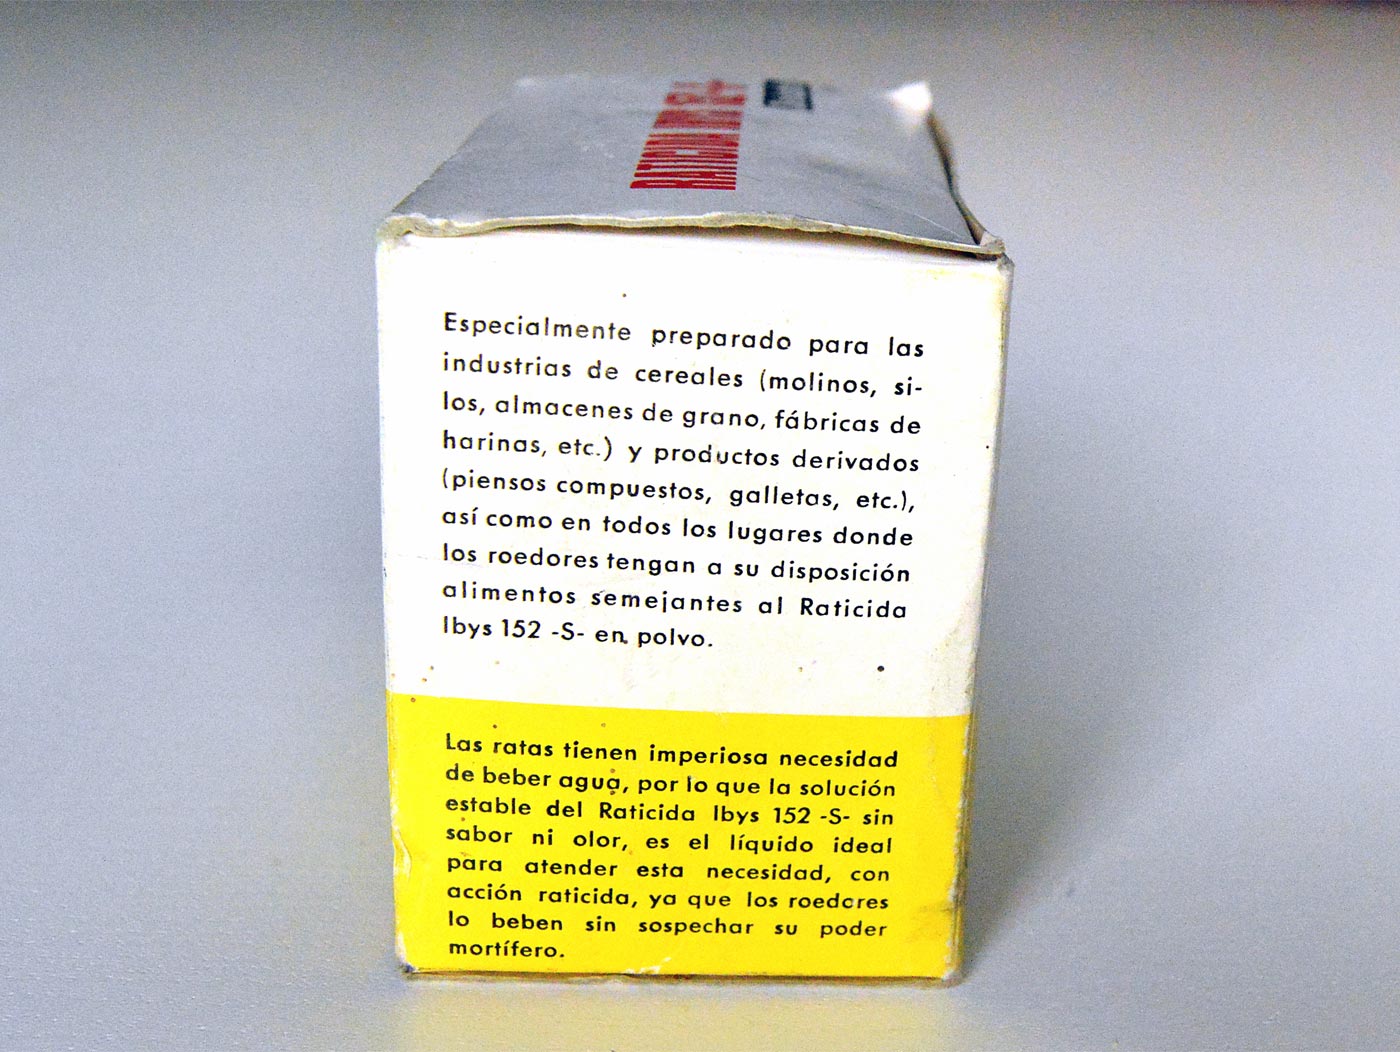 Especialmente preparado para las
industrias de cereales (molinos, si-
los, almacenes de grano, fábricas de
harinas, etc.) y productos derivados
(piensos compuestos, galletas, etc.),
así como en todos los lugares donde
los roedores tengan a su disposición
alimentos semejantes al Raticida
Ibys 152 -S- en polvo.
Las ratas tienen imperiosa necesidad
de beber agua, por lo que la solución
estable del Raticida Ibys 152 -S- sin
sabor ni olor, es el líquido ideal
para atender esta necesidad, con
acción raticida, ya que los roedores
lo beben sin sospechar su poder
mortífero.